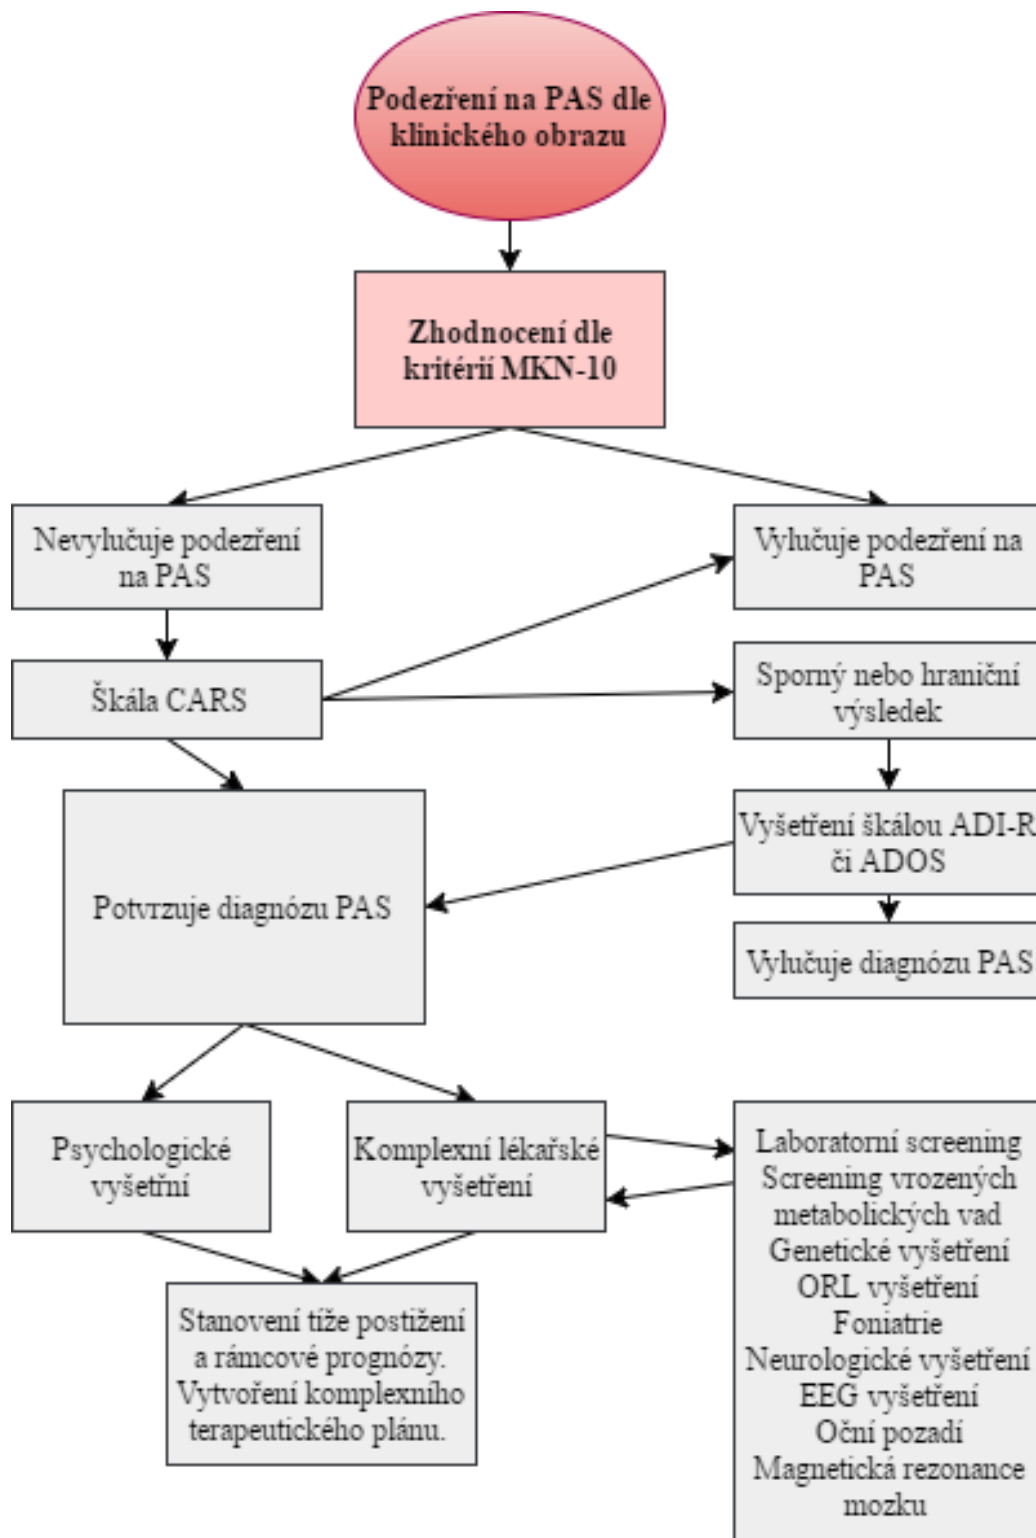 Podezření na PAS dle
klinického obrazu
Zhodnocení dle
kritérií MKN-10
Nevylučuje podezření
na PAS
Vylučuje podezření na
PAS
Škála CARS
Sporný nebo hraniční
výsledek
Potvrzuje diagnózu PAS
Vyšetření škálou ADI-R
či ADOS
Vylučuje diagnózu PAS
Psychologické
vyšetřní
Komplexní lékařské
vyšetření
Laboratorní screening
Screening vrozených
metabolických vad
Genetické vyšetření
ORL vyšetření
Foniatrie
Neurologické vyšetření
EEG vyšetření
Oční pozadí
Magnetická rezonance
mozku
Stanovení tíže postižení
a rámcové prognózy.
Vytvoření komplexního
terapeutického plánu.